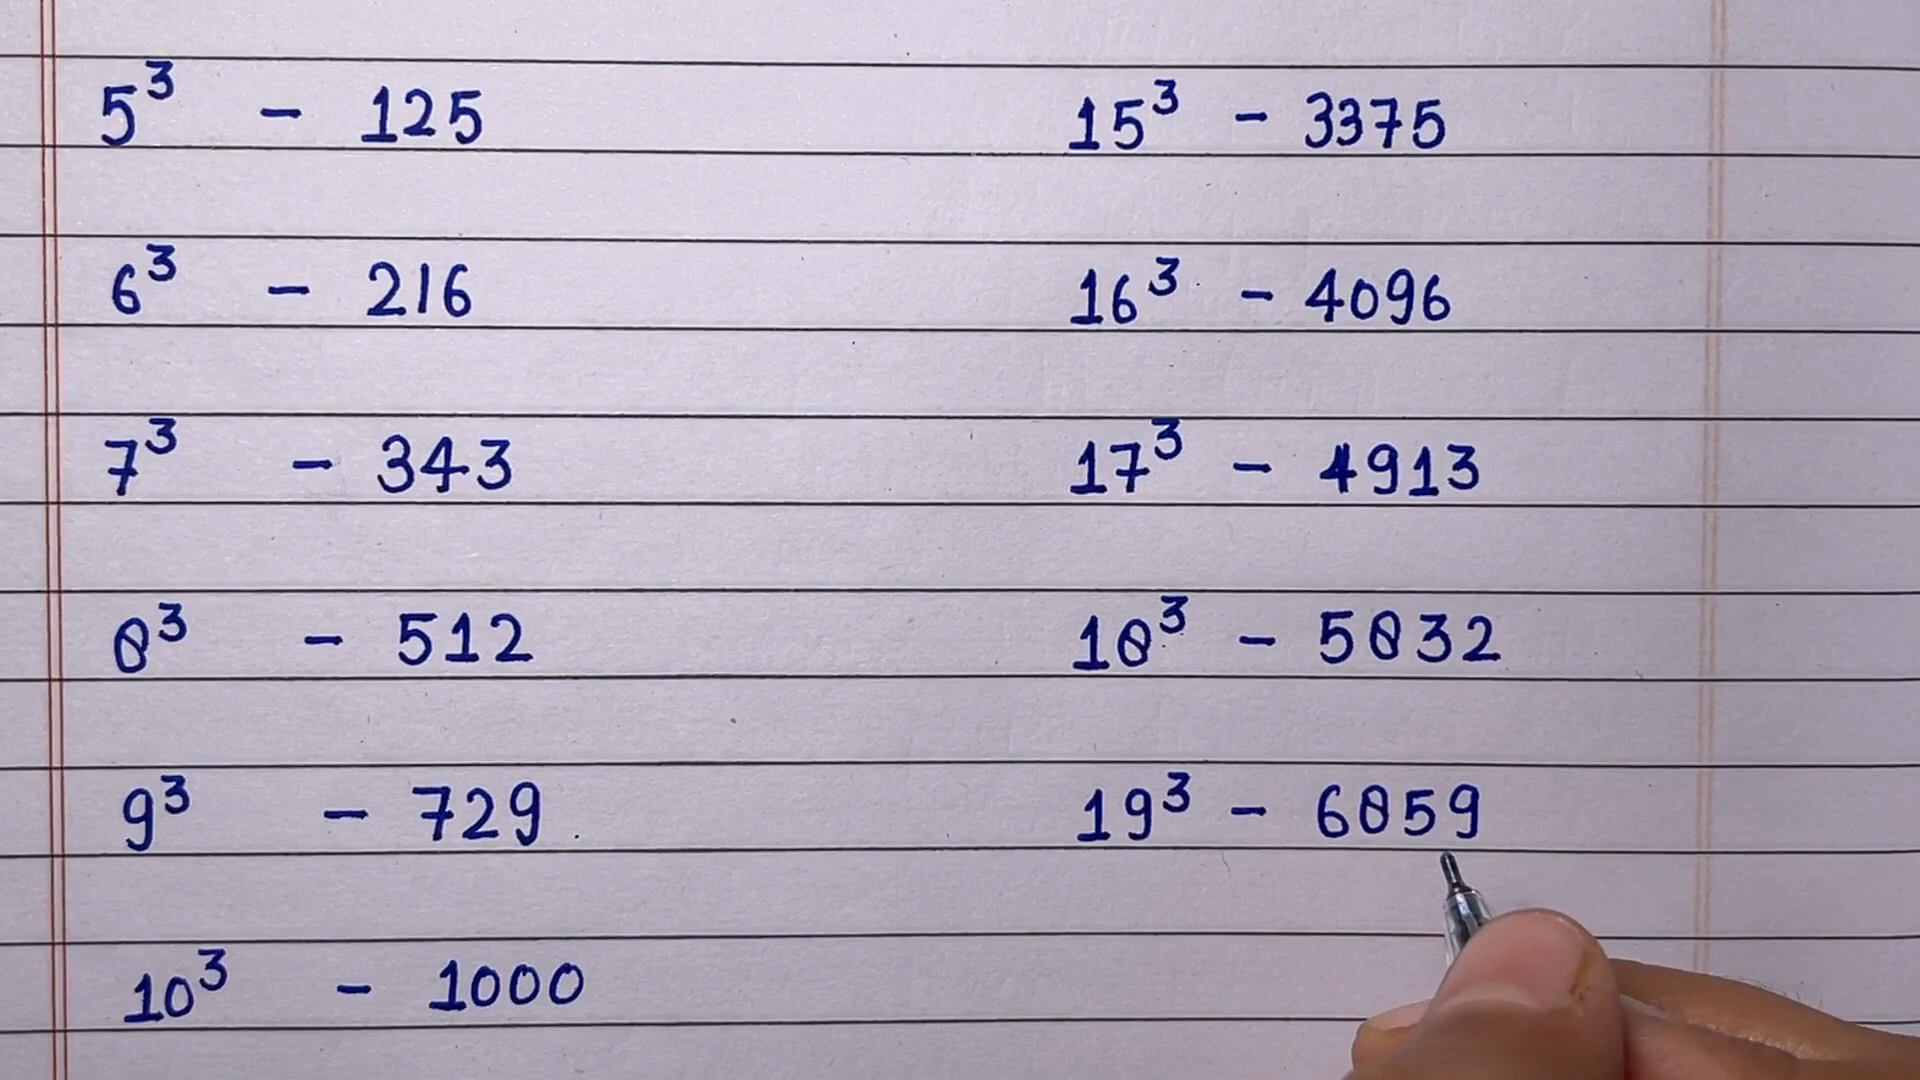 5³ - 125
6³ - 216
7³ - 343
8³ - 512
9³ - 729
10³ - 1000
15³ - 3375
16³ - 4096
17³ - 4913
18³ - 5832
19³ - 6859